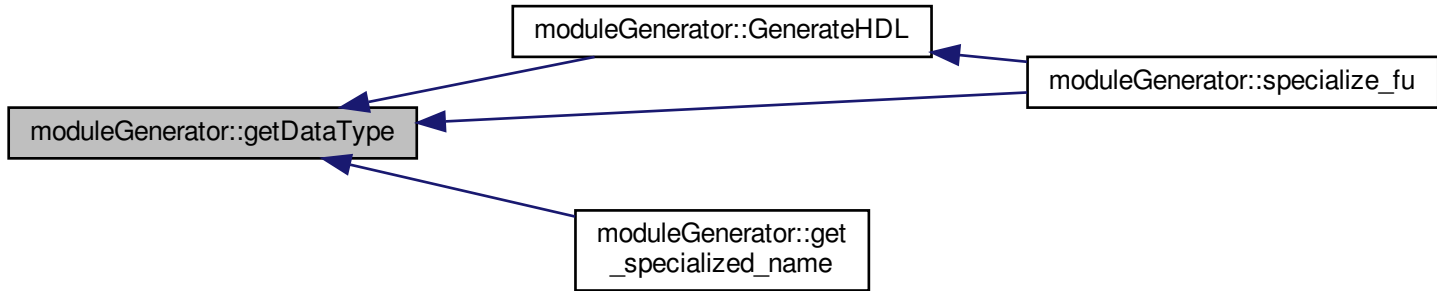 moduleGenerator::GenerateHDL
moduleGenerator::specialize_fu
moduleGenerator::getDataType
moduleGenerator::get
_specialized_name